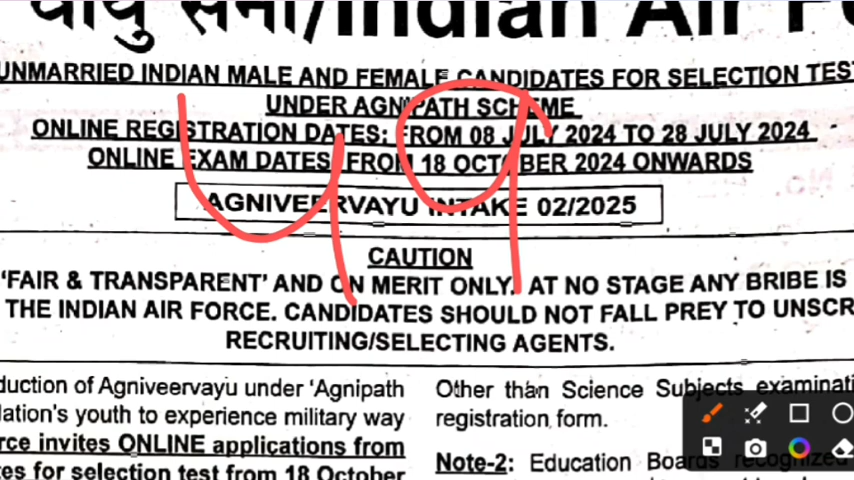 वायु सेना/Indian Air
UNMARRIED INDIAN MALE AND FEMALE CANDIDATES FOR SELECTION TEST
UNDER AGNIPATH SCHEME
ONLINE REGISTRATION DATES: FROM 08 JULY 2024 TO 28 JULY 2024
ONLINE EXAM DATES: FROM 18 OCTOBER 2024 ONWARDS
AGNIVEERVAYU INTAKE 02/2025
CAUTION
'FAIR & TRANSPARENT' AND ON MERIT ONLY. AT NO STAGE ANY BRIBE IS
THE INDIAN AIR FORCE. CANDIDATES SHOULD NOT FALL PREY TO UNSCR
RECRUITING/SELECTING AGENTS.
duction of Agniveervayu under 'Agnipath
lation's youth to experience military way
rce invites ONLINE applications from
tes for selection test from 18 October
Other than Science Subjects examinati
registration form.
Note-2: Education Boards recognized